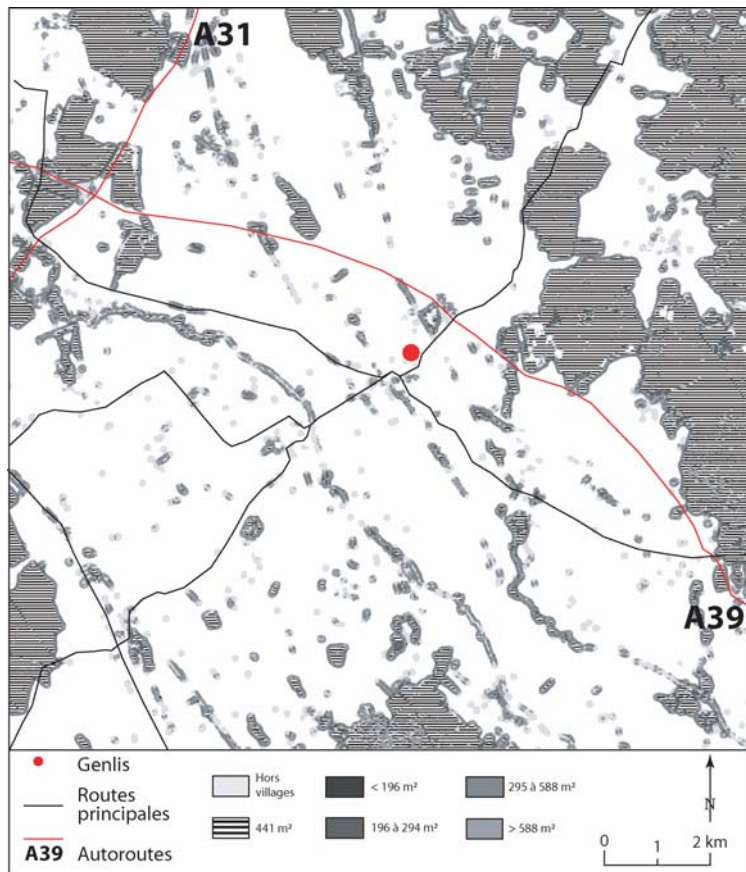 A31
A39
Genlis
Routes
principales
A39 Autoroutes
Hors
villages
441 m²
< 196 m²
196 à 294 m²
295 à 588 m²
> 588 m²
N
0 1 2 km